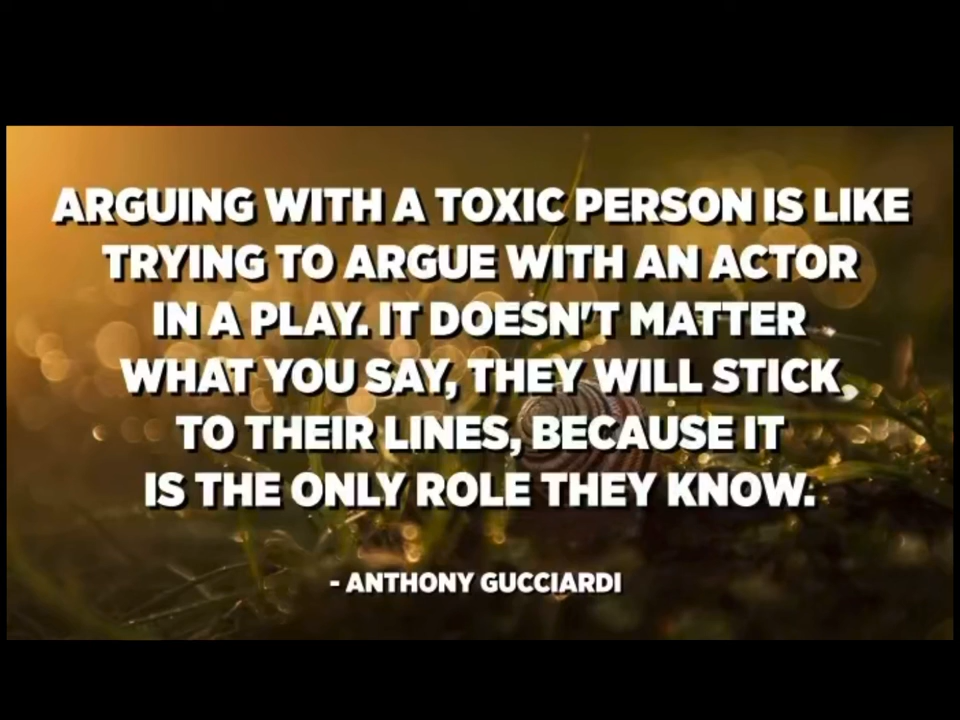 ARGUING WITH A TOXIC PERSON IS LIKE
TRYING TO ARGUE WITH AN ACTOR
IN A PLAY. IT DOESN'T MATTER
WHAT YOU SAY, THEY WILL STICK
TO THEIR LINES, BECAUSE IT
IS THE ONLY ROLE THEY KNOW.
- ANTHONY GUCCIARDI